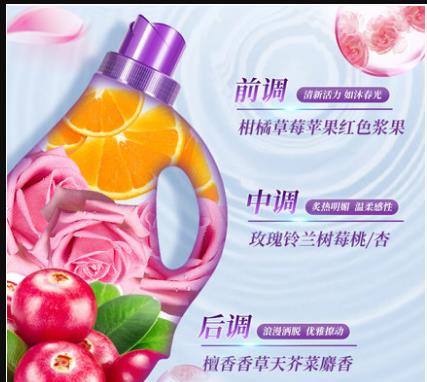 前调
清新活力 如沐春光
柑橘草莓苹果红色浆果
中调
炙热明媚 温柔感性
玫瑰铃兰树莓桃/杏
后调
浪漫洒脱 优雅撩动
檀香香草天芥菜麝香